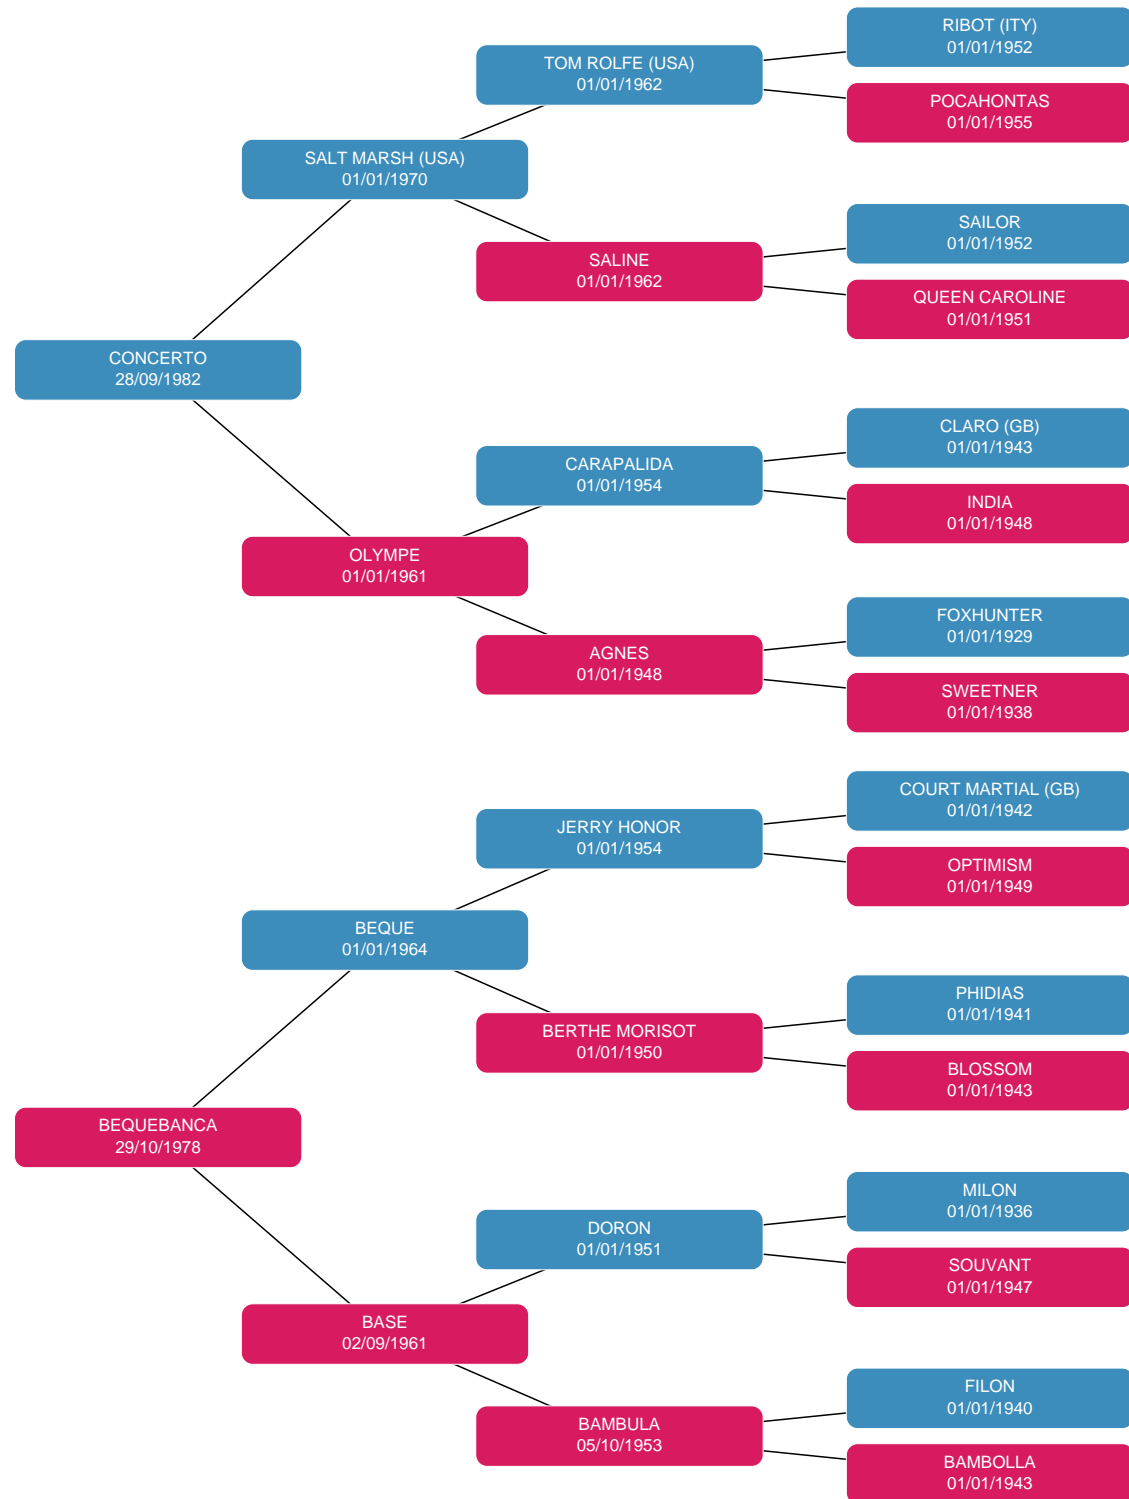 RIBOT (ITY)
01/01/1952
TOM ROLFE (USA)
01/01/1962
POCAHONTAS
01/01/1955
SALT MARSH (USA)
01/01/1970
SAILOR
01/01/1952
SALINE
01/01/1962
QUEEN CAROLINE
01/01/1951
CONCERTO
28/09/1982
CLARO (GB)
01/01/1943
CARAPALIDA
01/01/1954
INDIA
01/01/1948
OLYMPE
01/01/1961
FOXHUNTER
01/01/1929
AGNES
01/01/1948
SWEETNER
01/01/1938
COURT MARTIAL (GB)
01/01/1942
JERRY HONOR
01/01/1954
OPTIMISM
01/01/1949
BEQUE
01/01/1964
PHIDIAS
01/01/1941
BERTHE MORISOT
01/01/1950
BLOSSOM
01/01/1943
BEQUEBANCA
29/10/1978
MILON
01/01/1936
DORON
01/01/1951
SOUVANT
01/01/1947
BASE
02/09/1961
FILON
01/01/1940
BAMBULA
05/10/1953
BAMBOLLA
01/01/1943